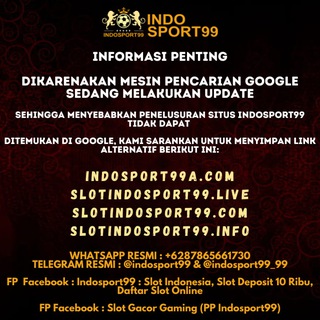 INDOSPORT99
INDO
SPORT99
INFORMASI PENTING
DIKARENAKAN MESIN PENCARIAN GOOGLE
SEDANG MELAKUKAN UPDATE
SEHINGGA MENYEBABKAN PENELUSURAN SITUS INDOSPORT99
TIDAK DAPAT
DITEMUKAN DI GOOGLE, KAMI SARANKAN UNTUK MENYIMPAN LINK
ALTERNATIF BERIKUT INI:
INDOSPORT99A.COM
SLOTINDOSPORT99.LIVE
SLOTINDOSPORT99.COM
SLOTINDOSPORT99.INFO
WHATSAPP RESMI : +6287865661730
TELEGRAM RESMI : @indosport99 & @indosport99_99
FP Facebook : Indosport99 : Slot Indonesia, Slot Deposit 10 Ribu,
Daftar Slot Online
FP Facebook : Slot Gacor Gaming (PP Indosport99)